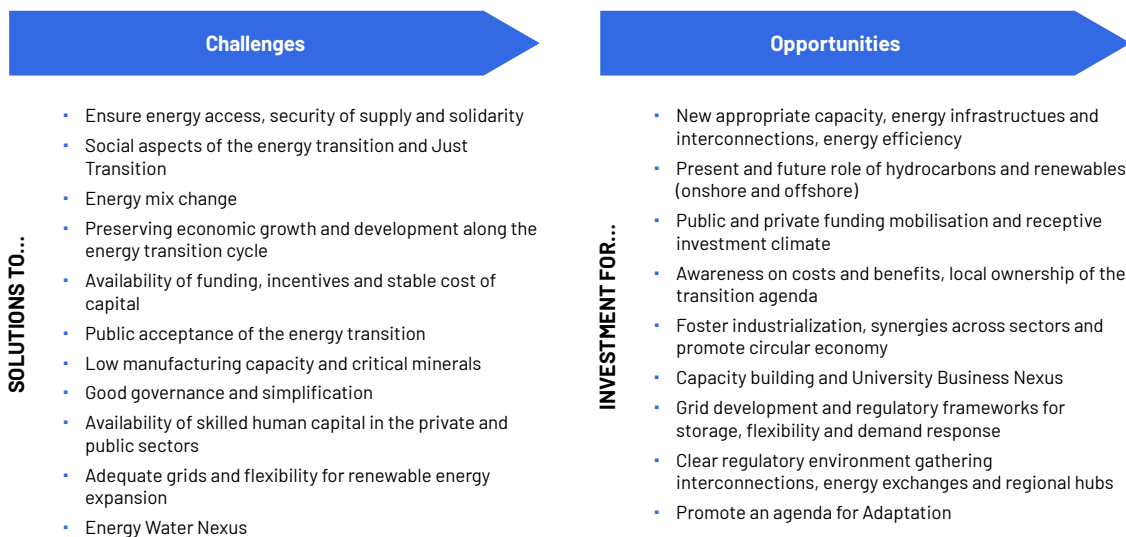 Challenges
SOLUTIONS TO...
▪ Ensure energy access, security of supply and solidarity
▪ Social aspects of the energy transition and Just
Transition
▪ Energy mix change
▪ Preserving economic growth and development along the
energy transition cycle
▪ Availability of funding, incentives and stable cost of
capital
▪ Public acceptance of the energy transition
▪ Low manufacturing capacity and critical minerals
▪ Good governance and simplification
▪ Availability of skilled human capital in the private and
public sectors
▪ Adequate grids and flexibility for renewable energy
expansion
▪ Energy Water Nexus
Opportunities
INVESTMENT FOR...
▪ New appropriate capacity, energy infrastructues and
interconnections, energy efficiency
▪ Present and future role of hydrocarbons and renewables
(onshore and offshore)
▪ Public and private funding mobilisation and receptive
investment climate
▪ Awareness on costs and benefits, local ownership of the
transition agenda
▪ Foster industrialization, synergies across sectors and
promote circular economy
▪ Capacity building and University Business Nexus
▪ Grid development and regulatory frameworks for
storage, flexibility and demand response
▪ Clear regulatory environment gathering
interconnections, energy exchanges and regional hubs
▪ Promote an agenda for Adaptation